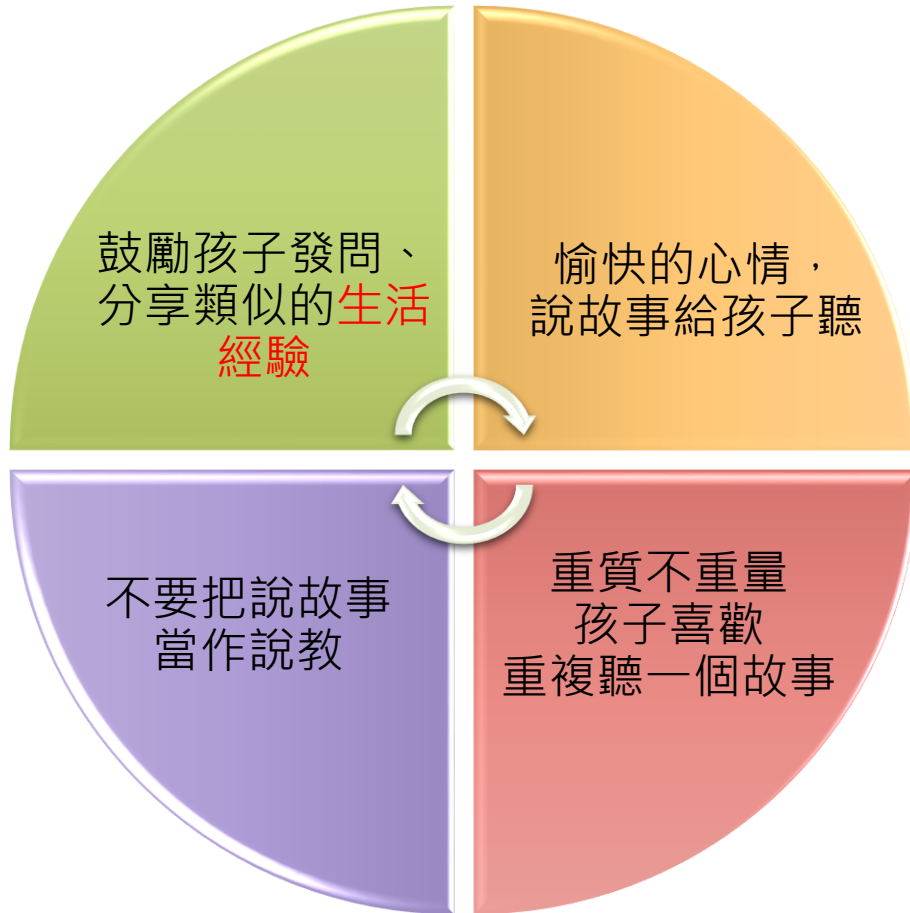 鼓勵孩子發問、
分享類似的生活
經驗
愉快的心情，
說故事給孩子聽
不要把說故事
當作說教
重質不重量
孩子喜歡
重複聽一個故事